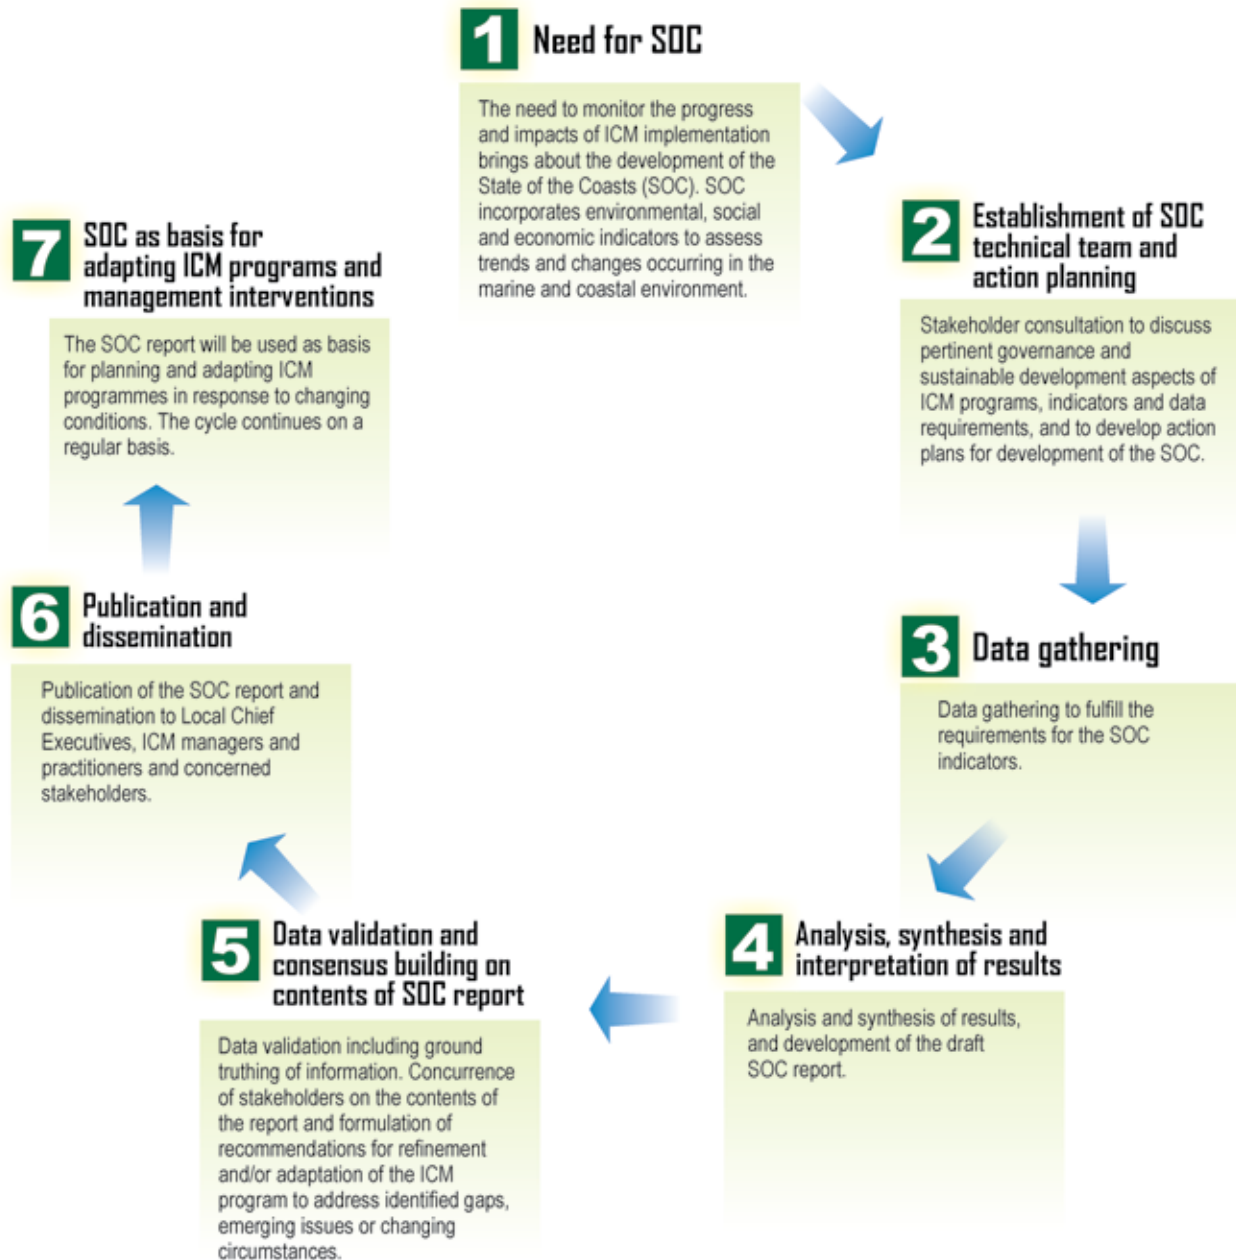 1
Need for SOC
The need to monitor the progress
and impacts of ICM implementation
brings about the development of the
State of the Coasts (SOC). SOC
incorporates environmental, social
and economic indicators to assess
trends and changes occurring in the
marine and coastal environment.
2
Establishment of SOC
technical team and
action planning
Stakeholder consultation to discuss
pertinent governance and
sustainable development aspects of
ICM programs, indicators and data
requirements, and to develop action
plans for development of the SOC.
3
Data gathering
Data gathering to fulfill the
requirements for the SOC
indicators.
4
Analysis, synthesis and
interpretation of results
Analysis and synthesis of results,
and development of the draft
SOC report.
5
Data validation and
consensus building on
contents of SOC report
Data validation including ground
truthing of information. Concurrence
of stakeholders on the contents of
the report and formulation of
recommendations for refinement
and/or adaptation of the ICM
program to address identified gaps,
emerging issues or changing
circumstances.
6
Publication and
dissemination
Publication of the SOC report and
dissemination to Local Chief
Executives, ICM managers and
practitioners and concerned
stakeholders.
7
SOC as basis for
adapting ICM programs and
management interventions
The SOC report will be used as basis
for planning and adapting ICM
programmes in response to changing
conditions. The cycle continues on a
regular basis.